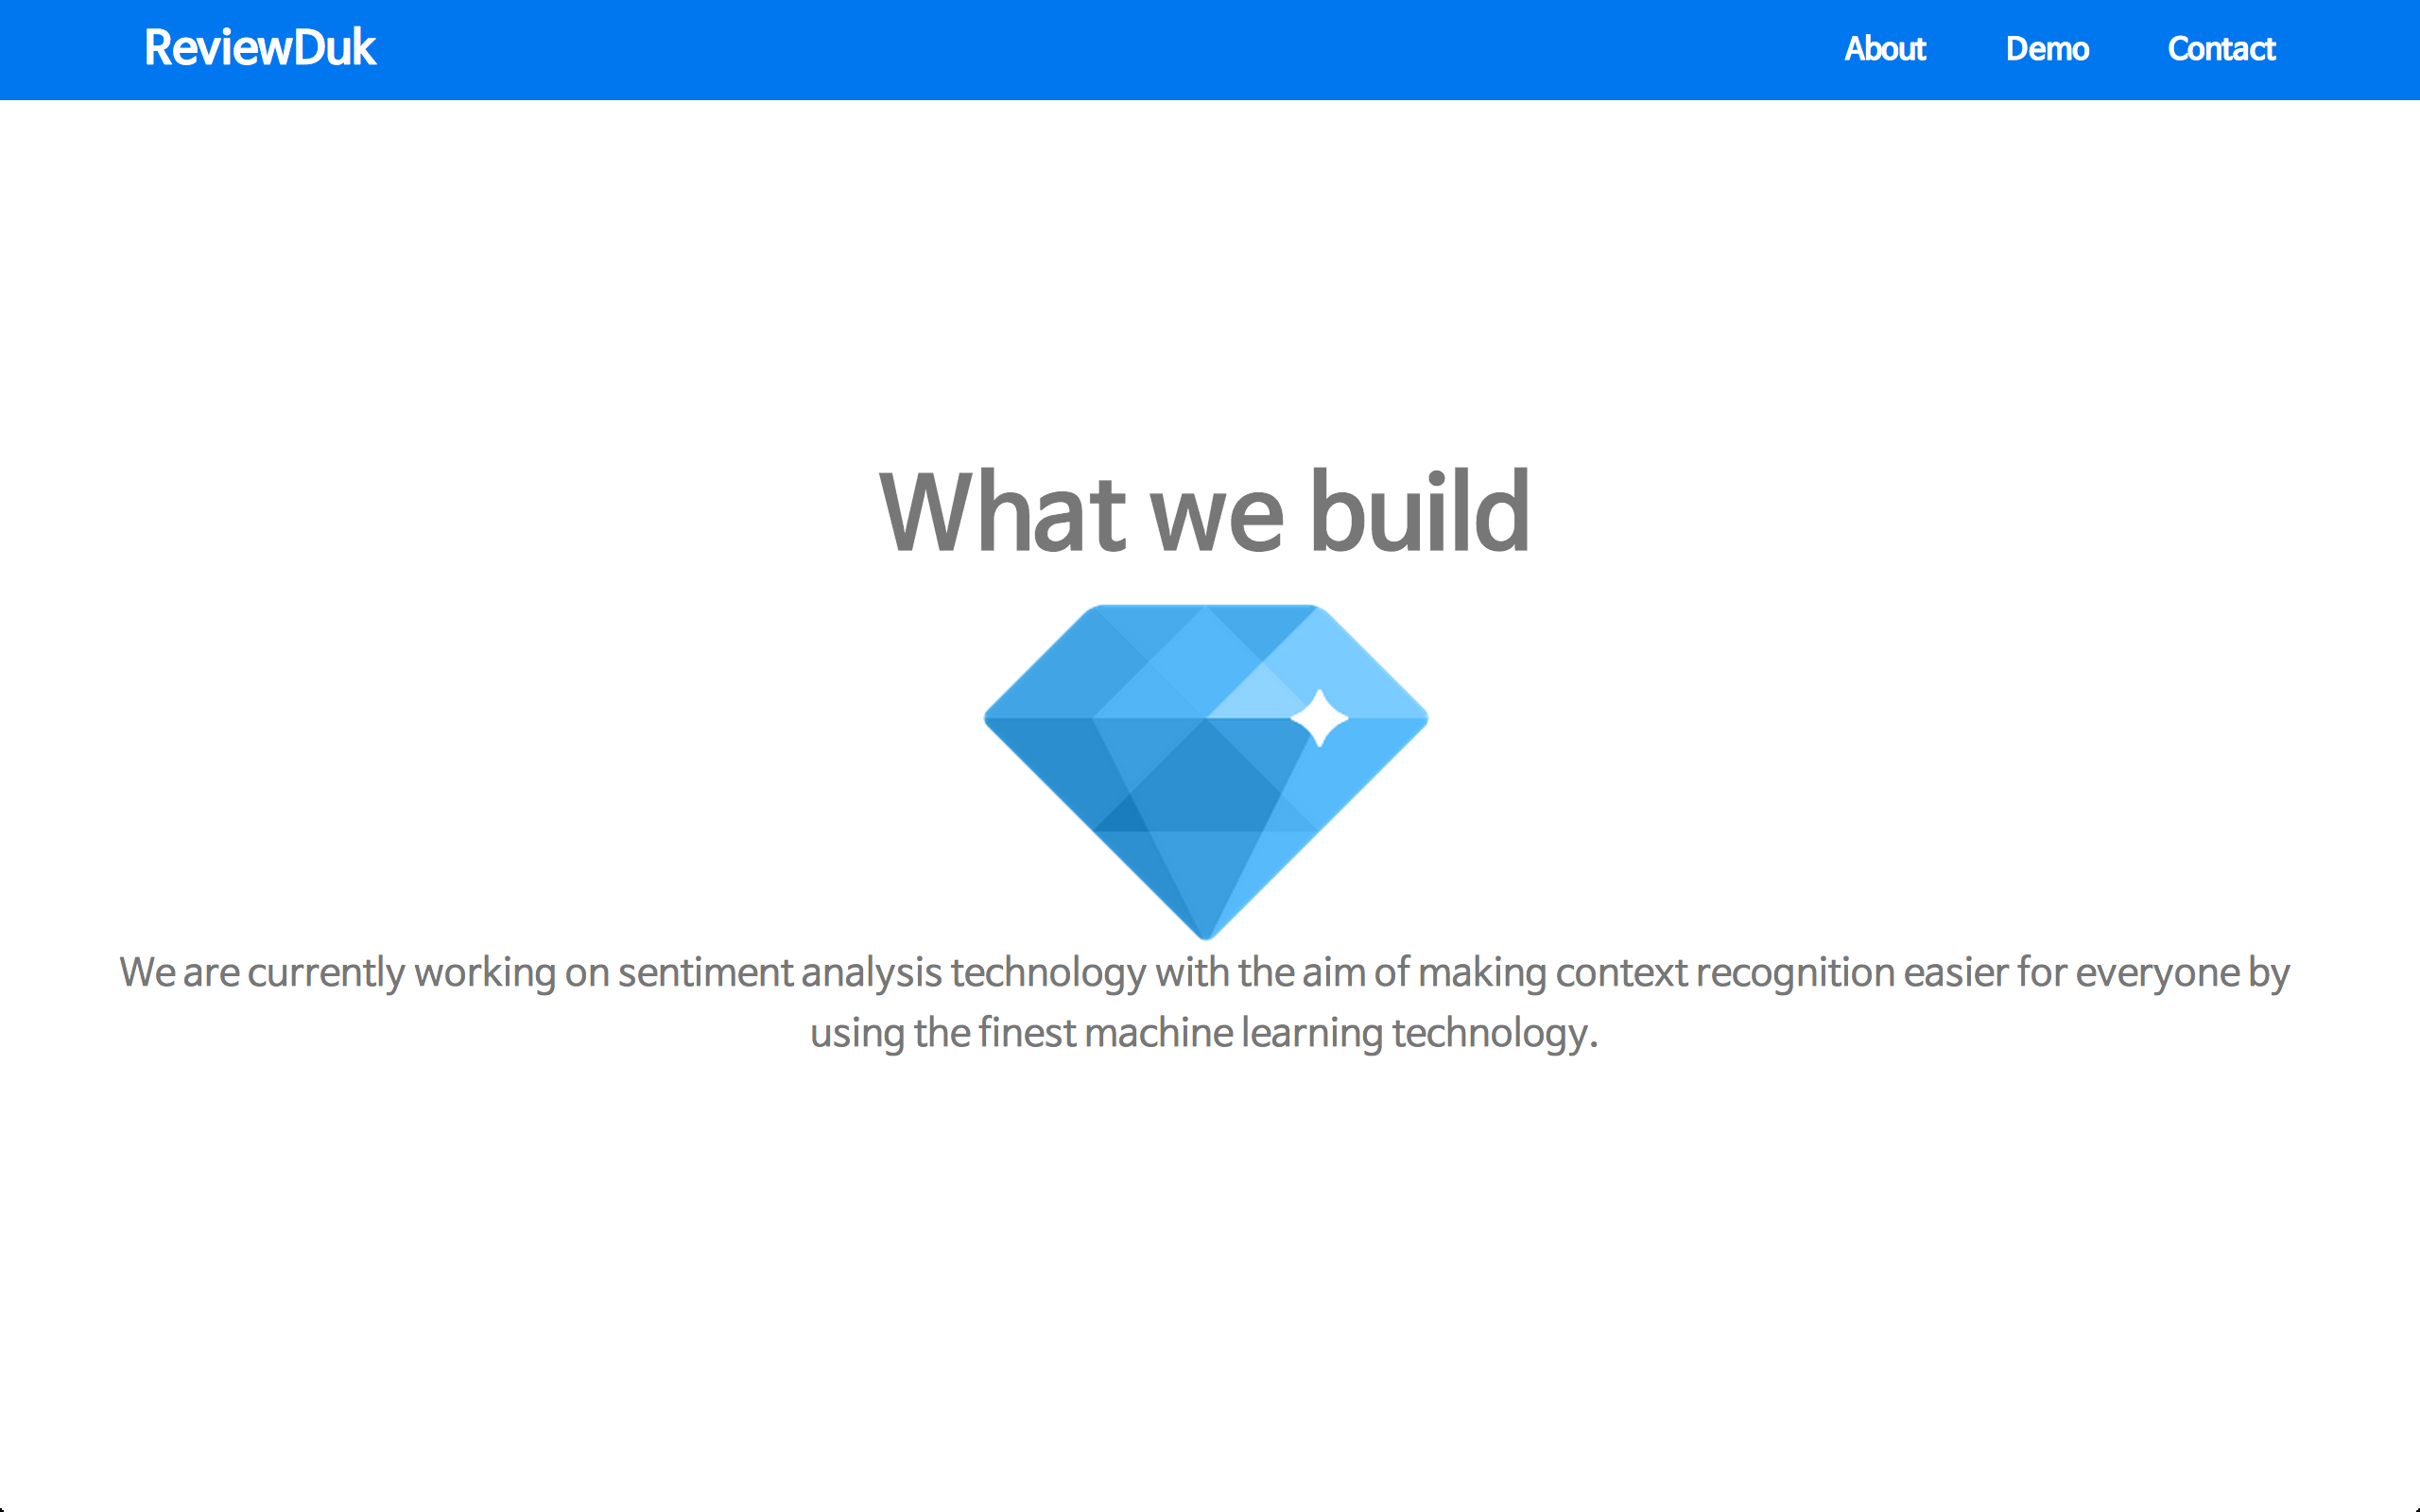 ReviewDuk
About Demo Contact
What we build
We are currently working on sentiment analysis technology with the aim of making context recognition easier for everyone by
using the finest machine learning technology.